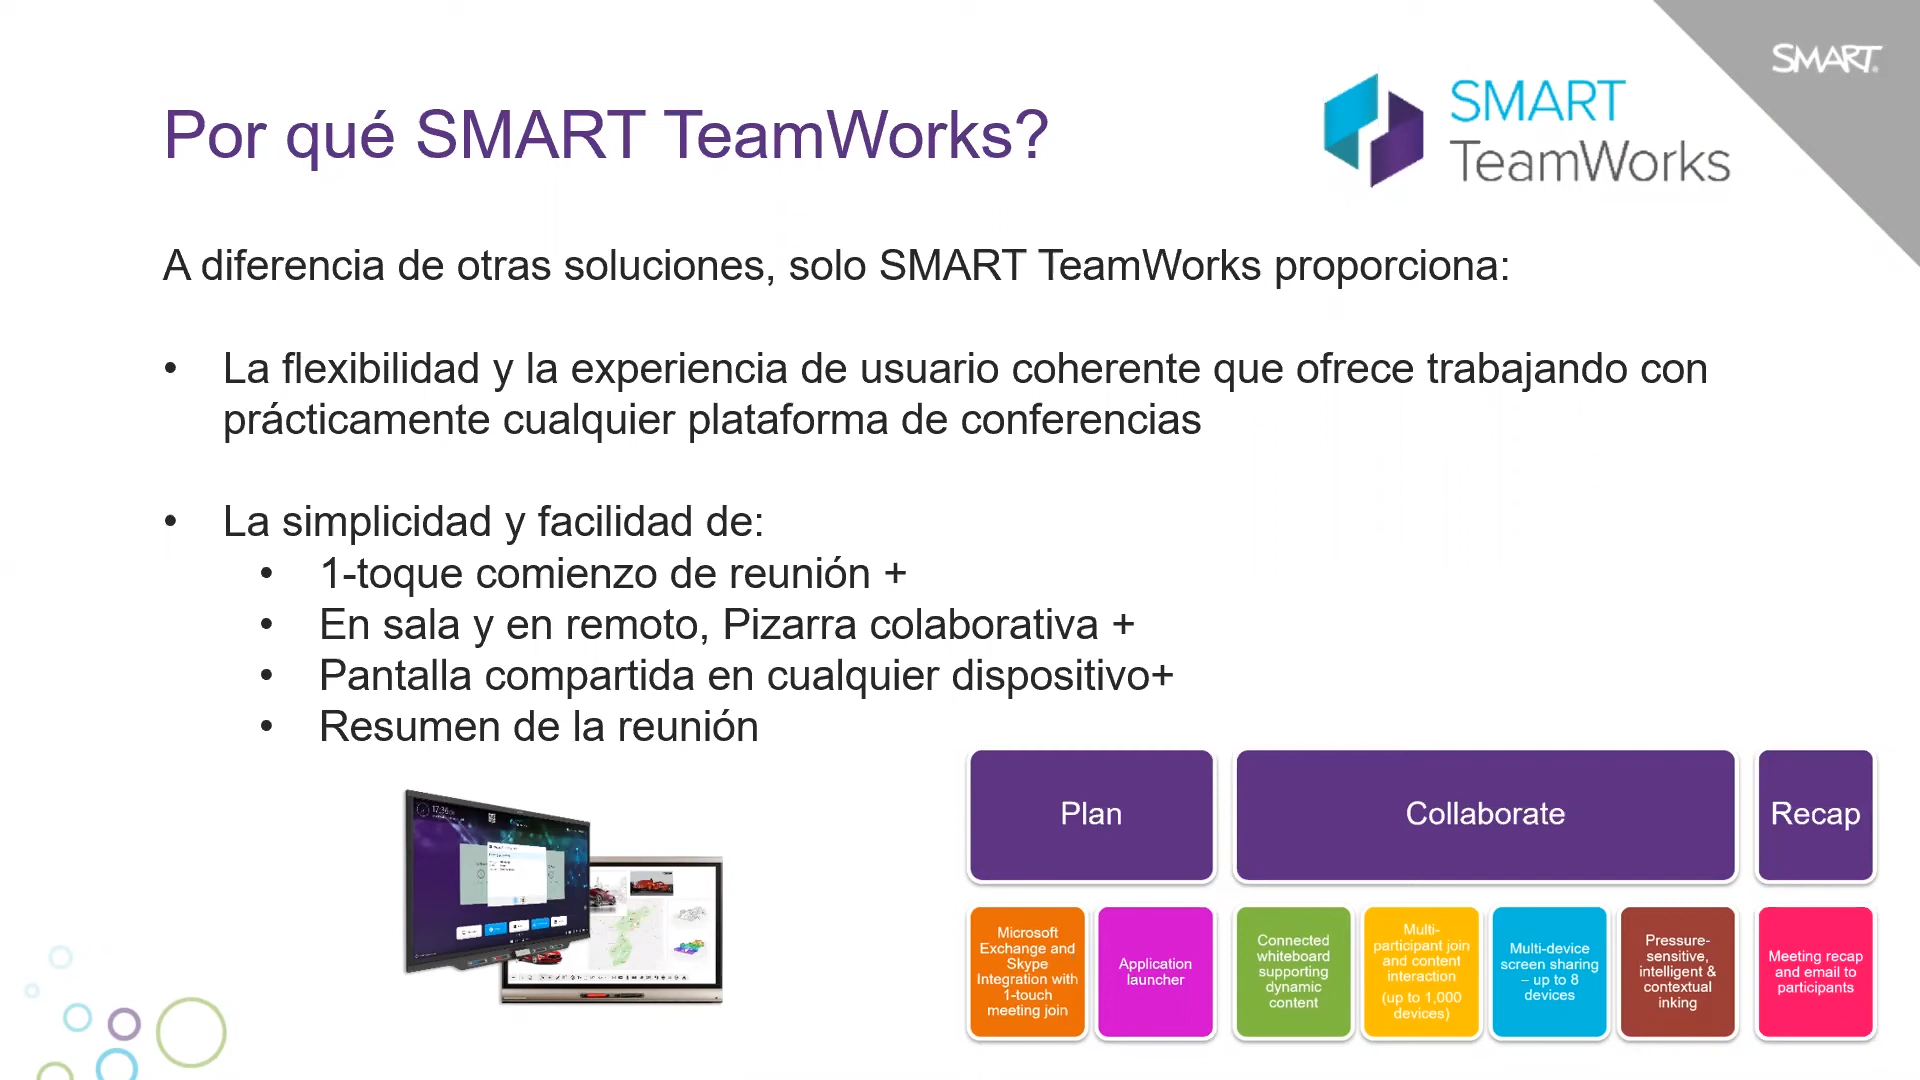 SMART
Por qué SMART TeamWorks?
SMART
TeamWorks
A diferencia de otras soluciones, solo SMART TeamWorks proporciona:
• La flexibilidad y la experiencia de usuario coherente que ofrece trabajando con
prácticamente cualquier plataforma de conferencias
• La simplicidad y facilidad de:
• 1-toque comienzo de reunión +
• En sala y en remoto, Pizarra colaborativa +
• Pantalla compartida en cualquier dispositivo+
• Resumen de la reunión
Plan
Collaborate
Recap
Microsoft
Exchange and
Skype
Integration with
1-touch
meeting join
Application
launcher
Connected
whiteboard
supporting
dynamic
content
Multi-
participant join
and content
interaction
(up to 1,000
devices)
Multi-device
screen sharing
– up to 8
devices
Pressure-
sensitive,
intelligent &
contextual
inking
Meeting recap
and email to
participants